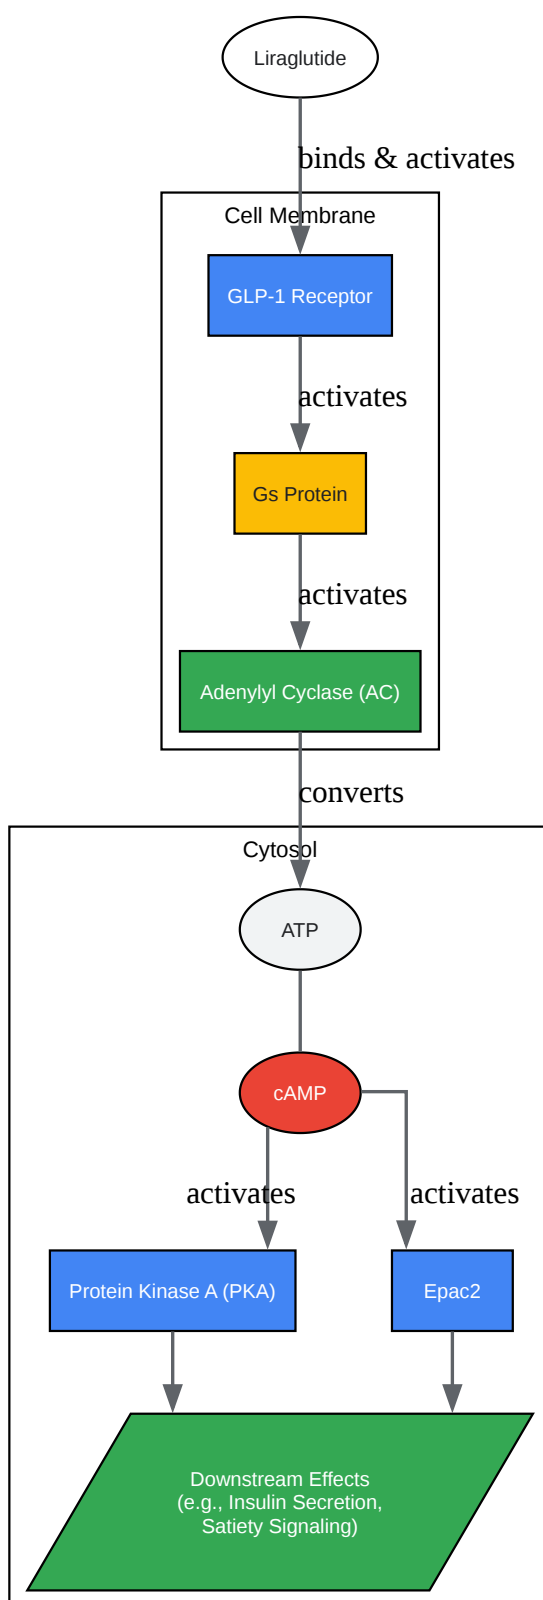 Liraglutide
binds & activates
Cell Membrane
GLP-1 Receptor
activates
Gs Protein
activates
Adenylyl Cyclase (AC)
converts
Cytosol
ATP
cAMP
activates
activates
Protein Kinase A (PKA)
Epac2
Downstream Effects
(e.g., Insulin Secretion,
Satiety Signaling)